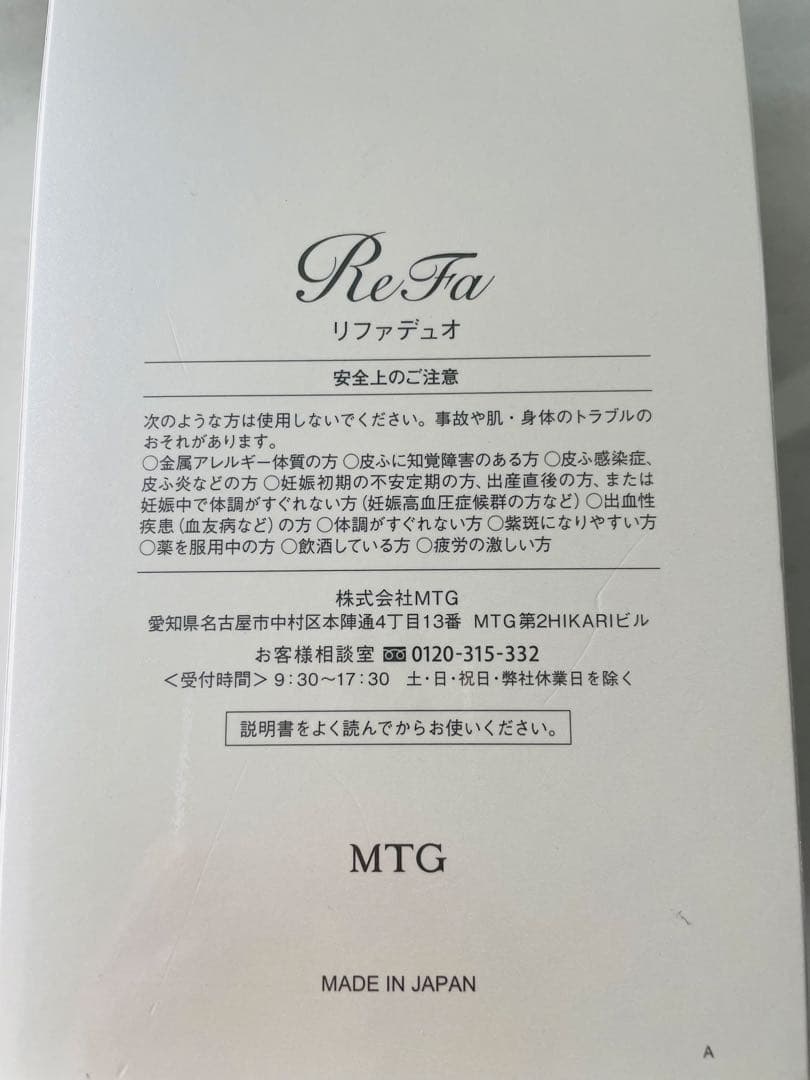 ReFa
リファデュオ
安全上のご注意
次のような方は使用しないでください。事故や肌・身体のトラブルの
おそれがあります。
○金属アレルギー体質の方 ○皮ふに知覚障害のある方 ○皮ふ感染症、
皮ふ炎などの方 ○妊娠初期の不安定期の方、出産直後の方、または
妊娠中で体調がすぐれない方（妊娠高血圧症候群の方など）○出血性
疾患（血友病など）の方 ○体調がすぐれない方 ○紫斑になりやすい方
○薬を服用中の方 ○飲酒している方 ○疲労の激しい方
株式会社MTG
愛知県名古屋市中村区本陣通4丁目13番 MTG第2HIKARIビル
お客様相談室 0120-315-332
＜受付時間＞9：30～17：30 土・日・祝日・弊社休業日を除く
説明書をよく読んでからお使いください。
MTG
MADE IN JAPAN
A